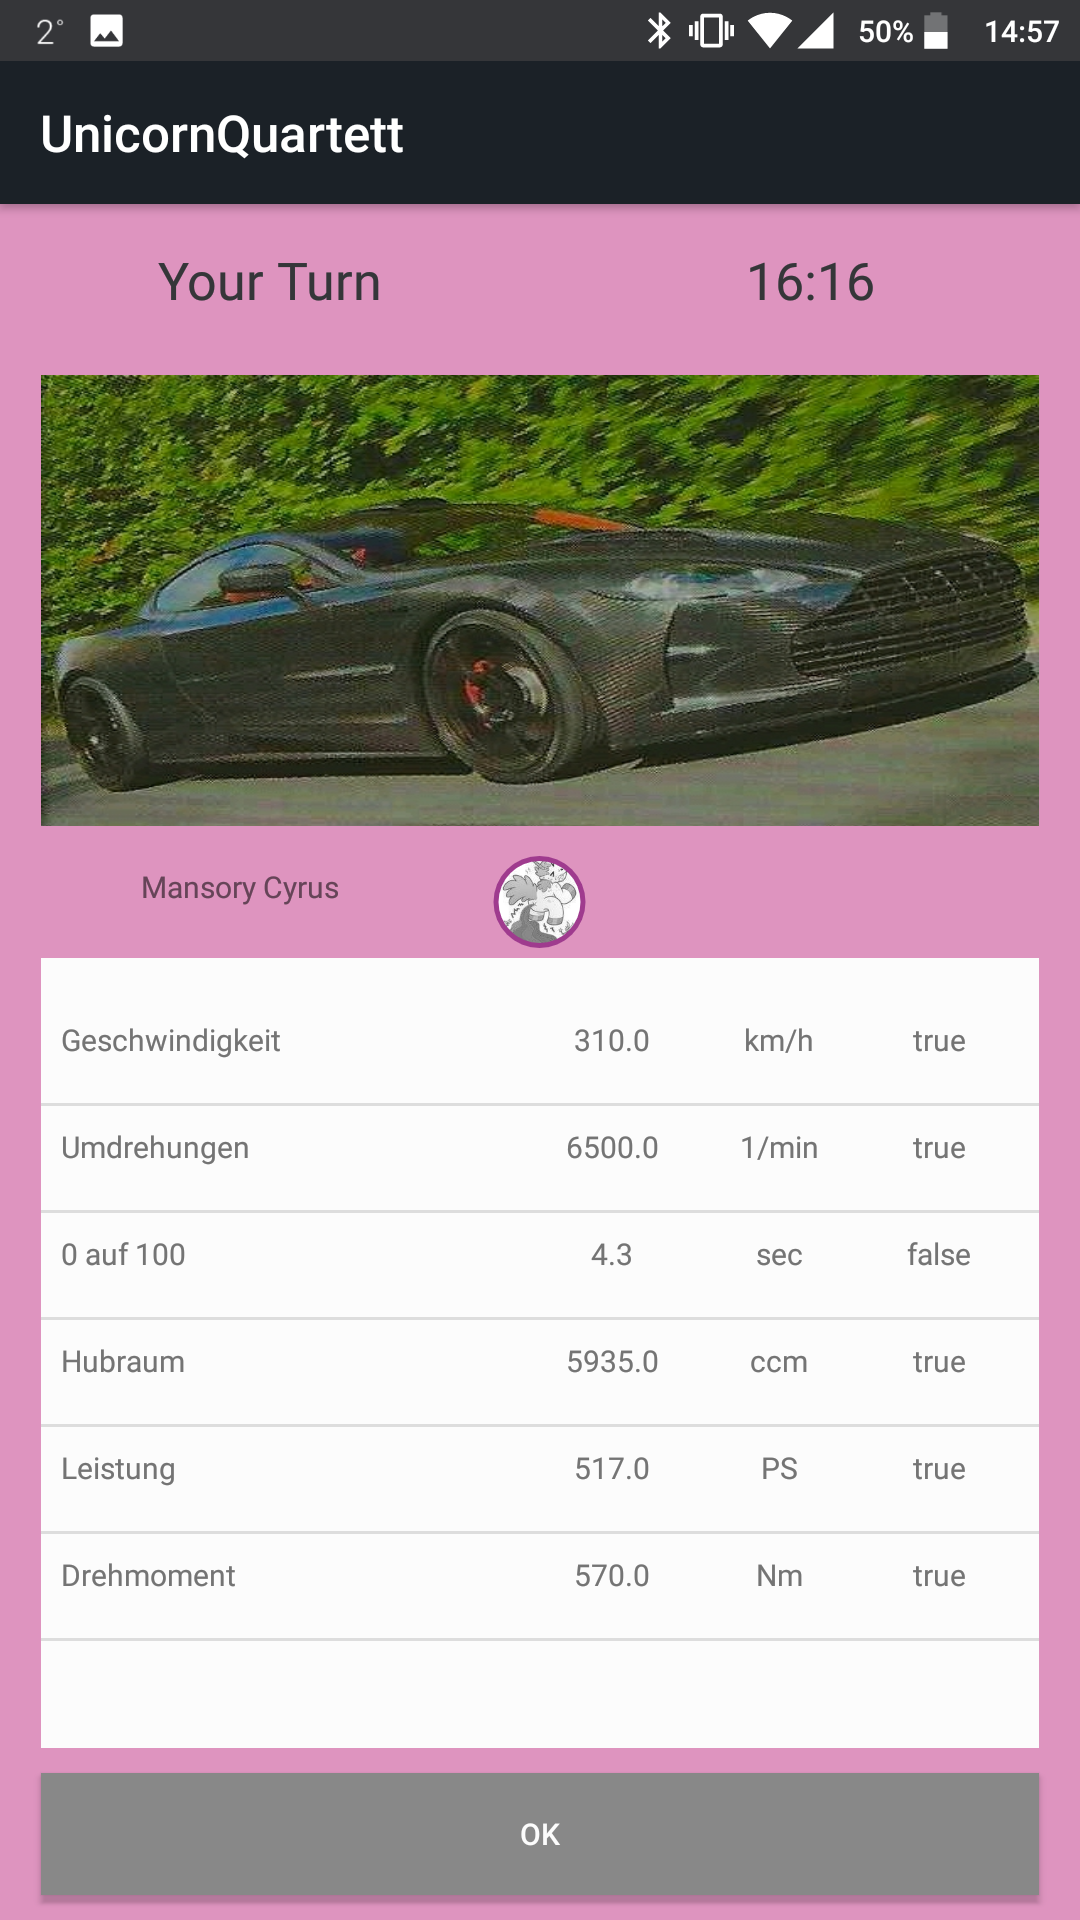 2° 50% 14:57
UnicornQuartett
Your Turn 16:16
Mansory Cyrus
Geschwindigkeit 310.0 km/h true
Umdrehungen 6500.0 1/min true
0 auf 100 4.3 sec false
Hubraum 5935.0 ccm true
Leistung 517.0 PS true
Drehmoment 570.0 Nm true
OK